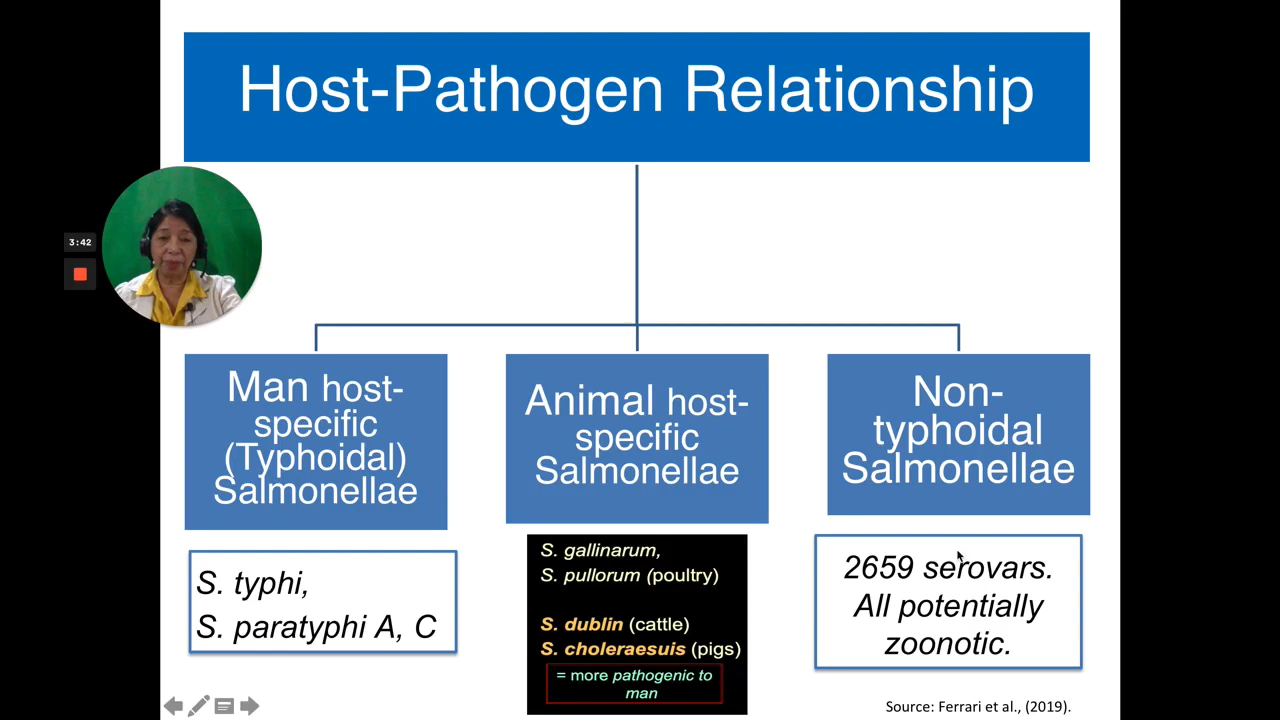 Host-Pathogen Relationship
3:42
Man host-
specific
(Typhoidal)
Salmonellae
Animal host-
specific
Salmonellae
Non-
typhoidal
Salmonellae
S. typhi,
S. paratyphi A, C
S. gallinarum,
S. pullorum (poultry)
S. dublin (cattle)
S. choleraesuis (pigs)
= more pathogenic to
man
2659 serovars.
All potentially
zoonotic.
Source: Ferrari et al., (2019).